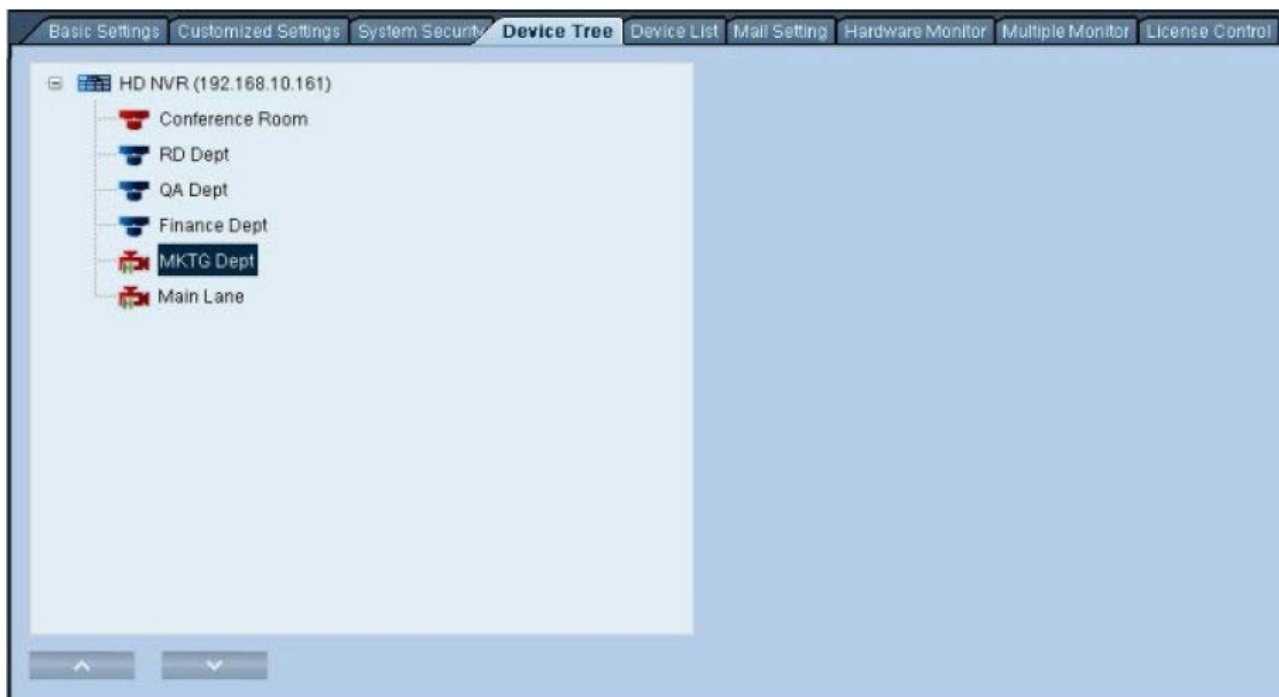 Basic Settings Customized Settings System Security Device Tree Device List Mail Setting Hardware Monitor Multiple Monitor License Control
HD NVR (192.168.10.161)
Conference Room
RD Dept
QA Dept
Finance Dept
MKTG Dept
Main Lane